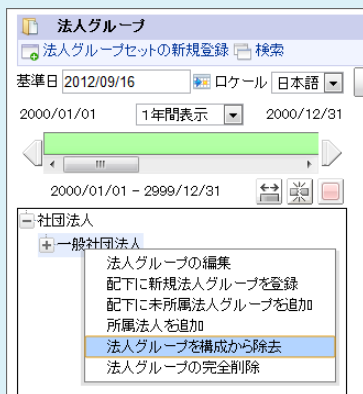 法人グループ
法人グループセットの新規登録 検索
基準日 2012/09/16 ロケール 日本語
2000/01/01 1年間表示 2000/12/31
2000/01/01 - 2999/12/31
社団法人
一般社団法人
法人グループの編集
配下に新規法人グループを登録
配下に未所属法人グループを追加
所属法人を追加
法人グループを構成から除去
法人グループの完全削除